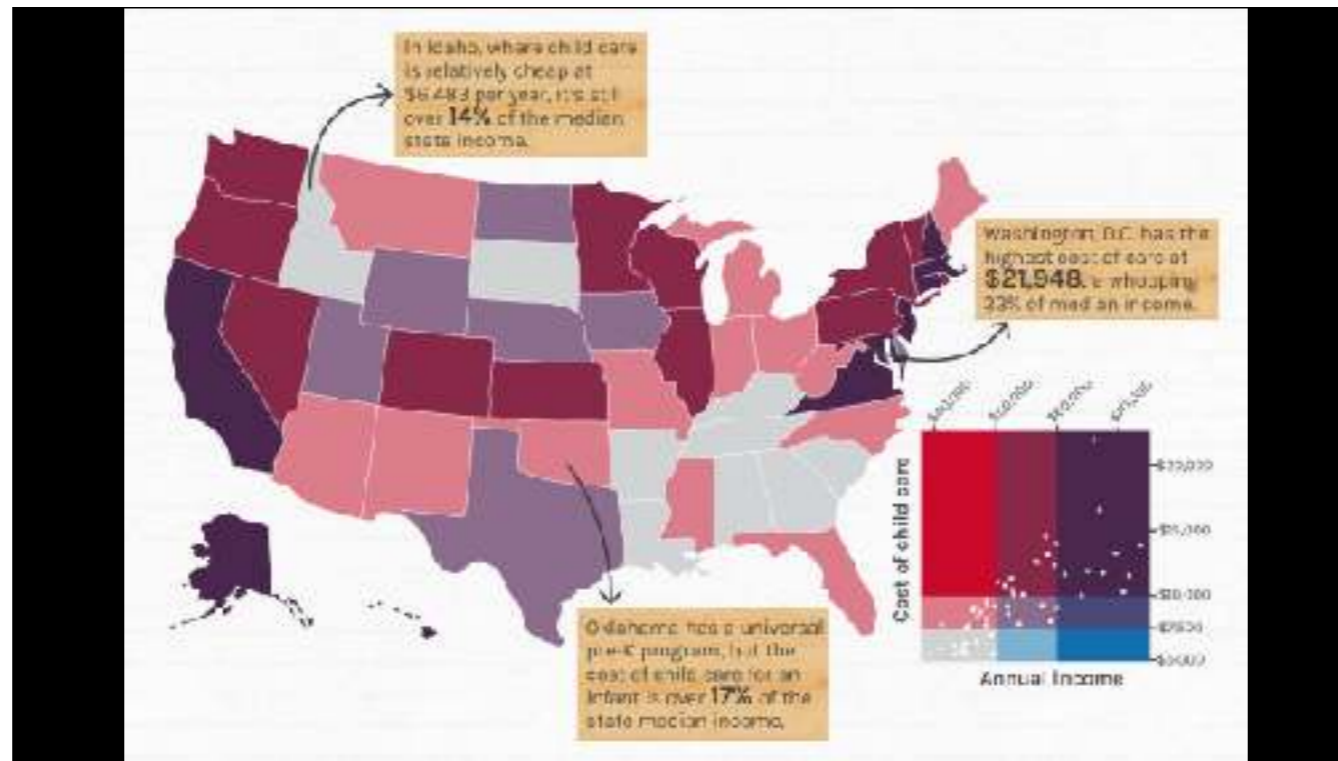 In Idaho, where child care
is relatively cheap at
$6,483 per year, it's still
over 14% of the median
state income.
Washington, D.C. has the
highest cost of care at
$21,948, a whopping
of median income.
Oklahoma has a universal
pre-K program, but the
cost of child care for an
infant is over 17% of the
state median income.
Cost of child care
Annual Income